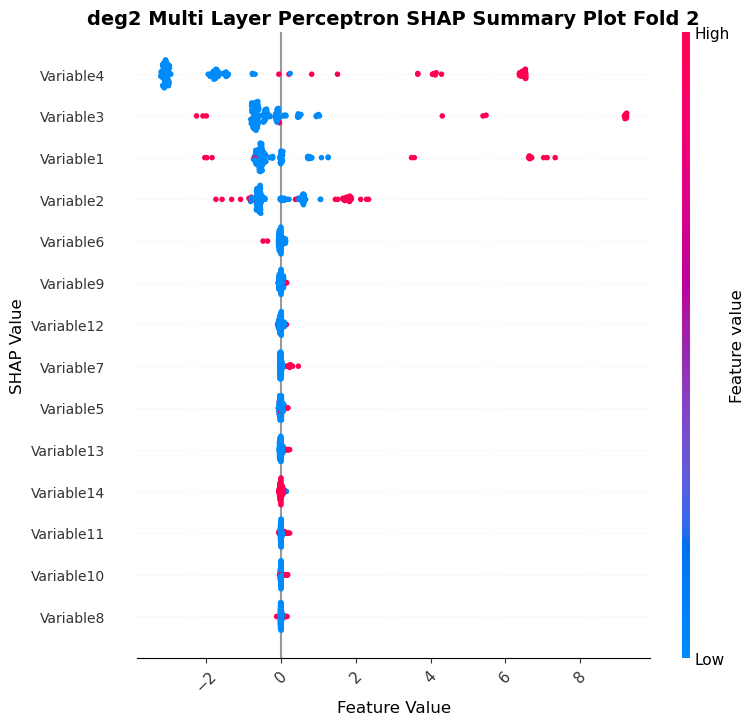 deg2 Multi Layer Perceptron SHAP Summary Plot Fold 2
High
Variable4
Variable3
Variable1
Variable2
Variable6
Variable9
Variable12
Variable7
Variable5
Variable13
Variable14
Variable11
Variable10
Variable8
SHAP Value
Feature value
Low
−2
0
2
4
6
8
Feature Value